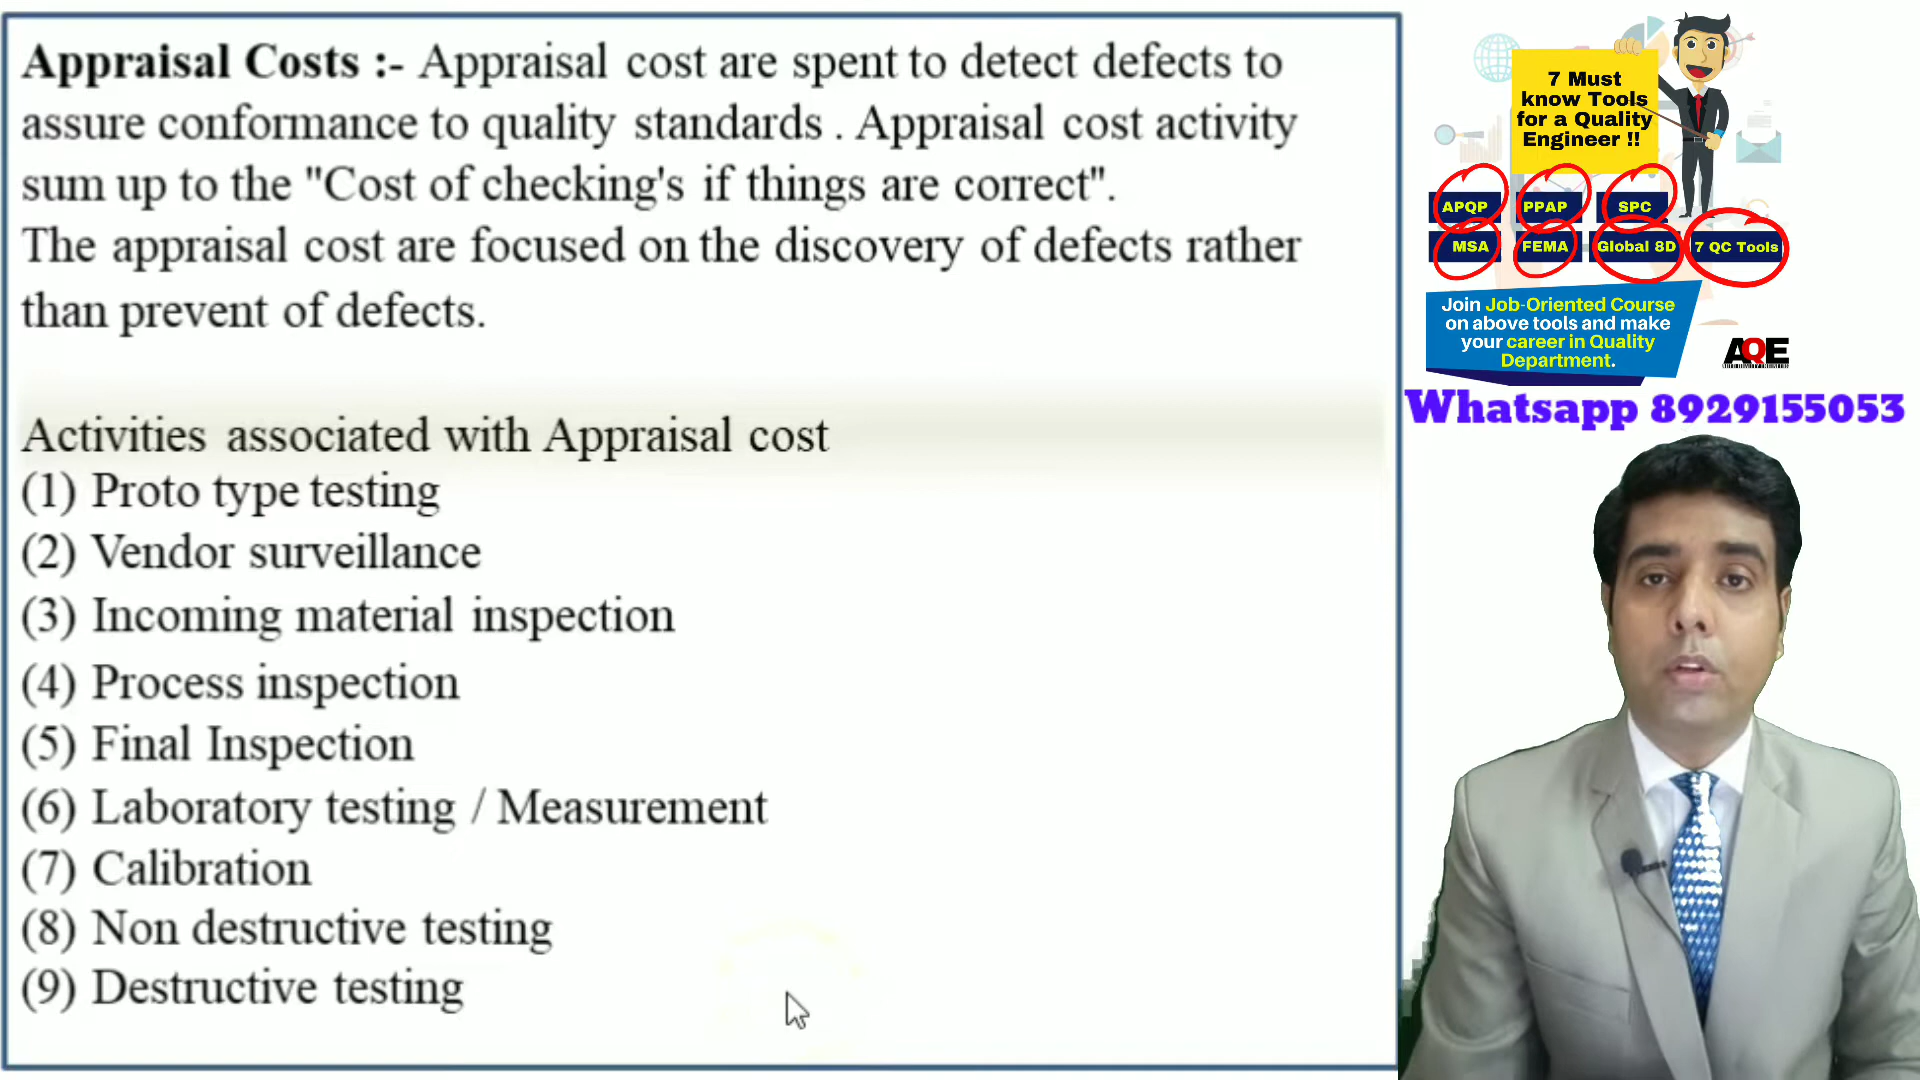 Appraisal Costs :- Appraisal cost are spent to detect defects to
assure conformance to quality standards . Appraisal cost activity
sum up to the "Cost of checking's if things are correct".
The appraisal cost are focused on the discovery of defects rather
than prevent of defects.
Activities associated with Appraisal cost
(1) Proto type testing
(2) Vendor surveillance
(3) Incoming material inspection
(4) Process inspection
(5) Final Inspection
(6) Laboratory testing / Measurement
(7) Calibration
(8) Non destructive testing
(9) Destructive testing
7 Must
know Tools
for a Quality
Engineer !!
APQP PPAP SPC
MSA FEMA Global 8D 7 QC Tools
Join Job-Oriented Course
on above tools and make
your career in Quality
Department.
AQE
Whatsapp 8929155053